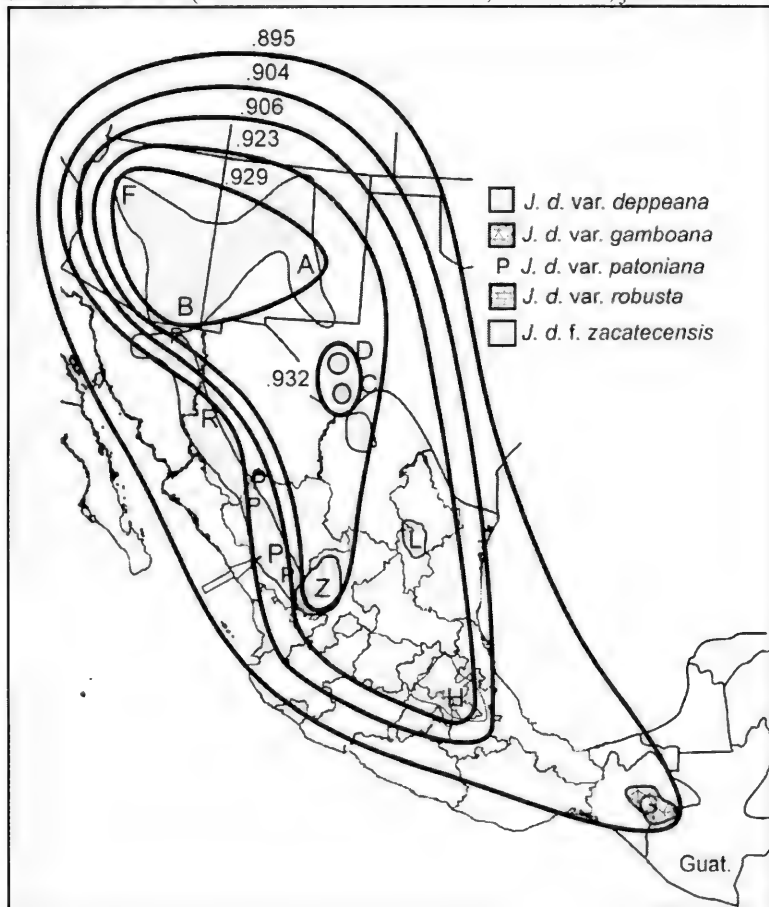 .895
.904
.906
.923
.929
F
A
B
D
C
.932
R
P
P
P
L
Z
H
G
Guat.
J. d. var. deppeana
J. d. var. gamboana
P J. d. var. patoniana
J. d. var. robusta
J. d. f. zacatecensis